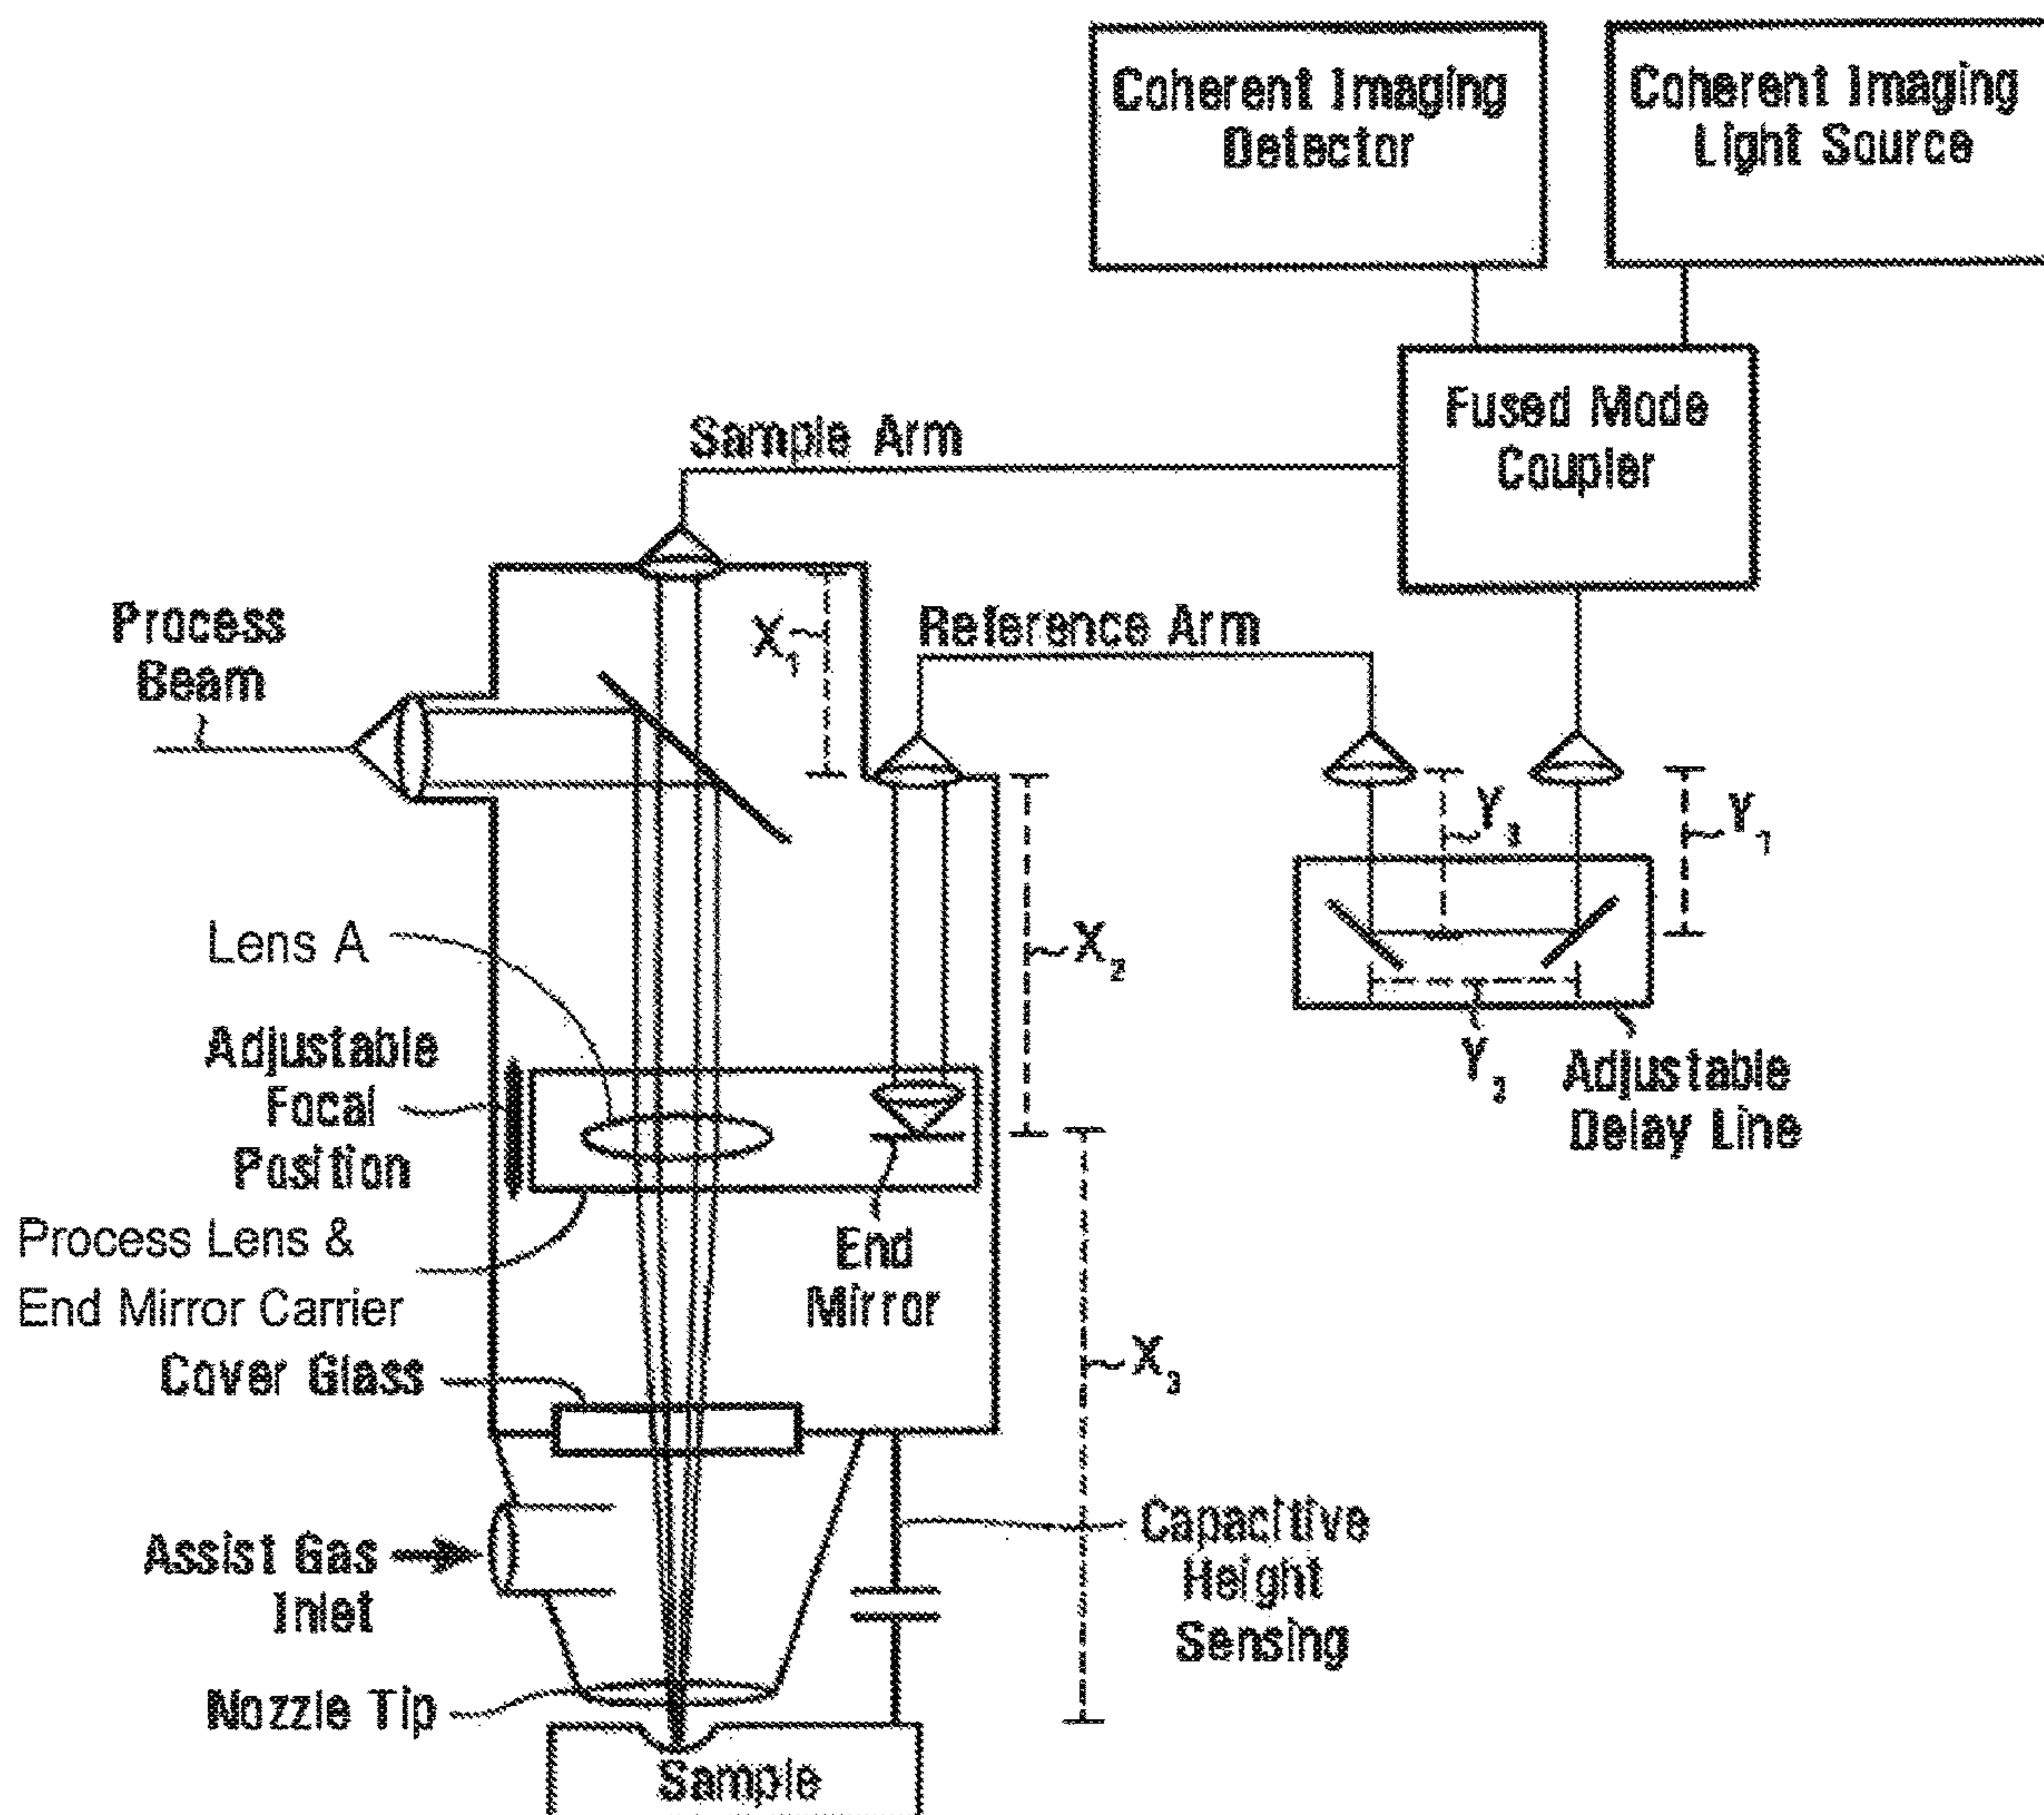 Coherent Imaging
Detector
Coherent Imaging
Light Source
Fused Mode
Coupler
Sample Arm
Process
Beam
X₁
Reference Arm
Y₁
Lens A
X₂
Adjustable
Focal
Position
Adjustable
Delay Line
Process Lens &
End Mirror Carrier
End
Mirror
Cover Glass
X₃
Assist Gas
Inlet
Capacitive
Height
Sensing
Nozzle Tip
Sample